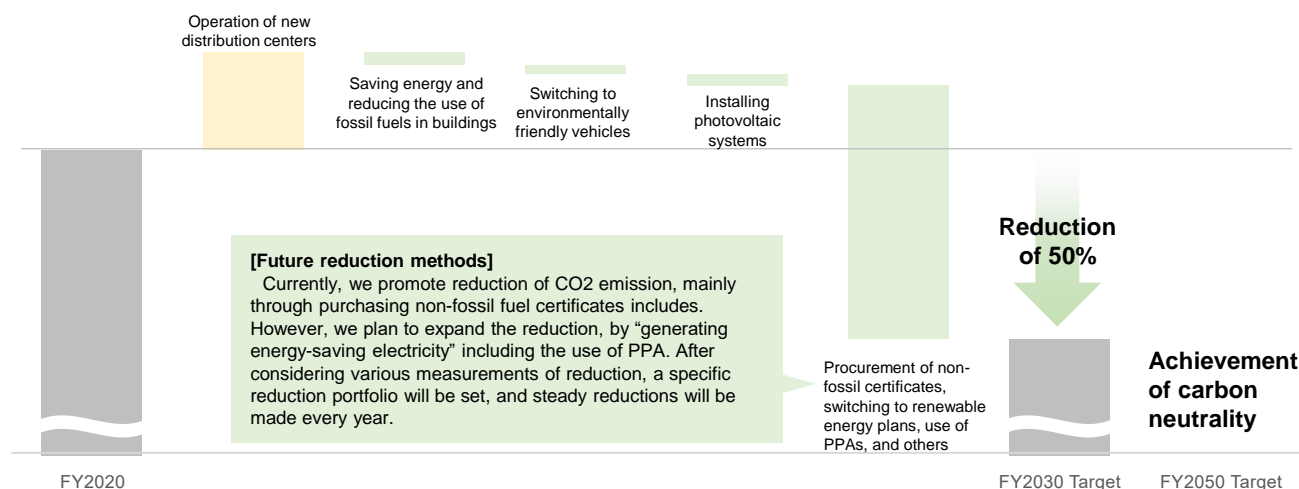 Operation of new
distribution centers
Saving energy and
reducing the use of
fossil fuels in buildings
Switching to
environmentally
friendly vehicles
Installing
photovoltaic
systems
Reduction
of 50%
[Future reduction methods]
Currently, we promote reduction of CO2 emission, mainly
through purchasing non-fossil fuel certificates includes.
However, we plan to expand the reduction, by “generating
energy-saving electricity” including the use of PPA. After
considering various measurements of reduction, a specific
reduction portfolio will be set, and steady reductions will be
made every year.
Procurement of non-
fossil certificates,
switching to renewable
energy plans, use of
PPAs, and others
Achievement
of carbon
neutrality
FY2020
FY2030 Target
FY2050 Target